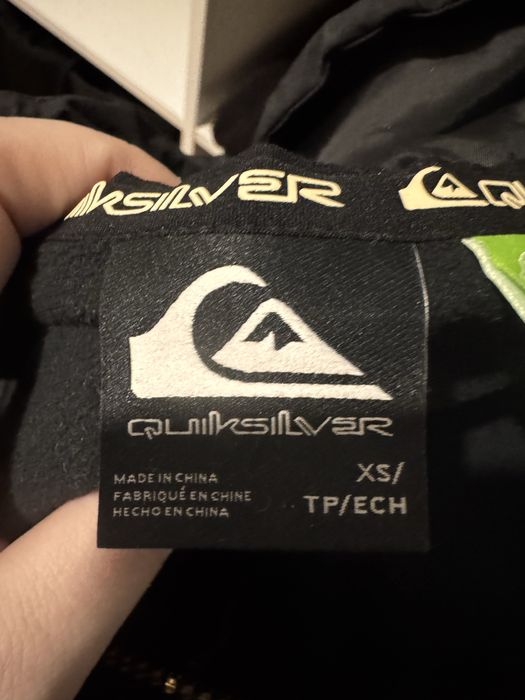 QUIKSILVER
QUIKSILVER
MADE IN CHINA
FABRIQUÉ EN CHINE
HECHO EN CHINA
XS/
TP/ECH